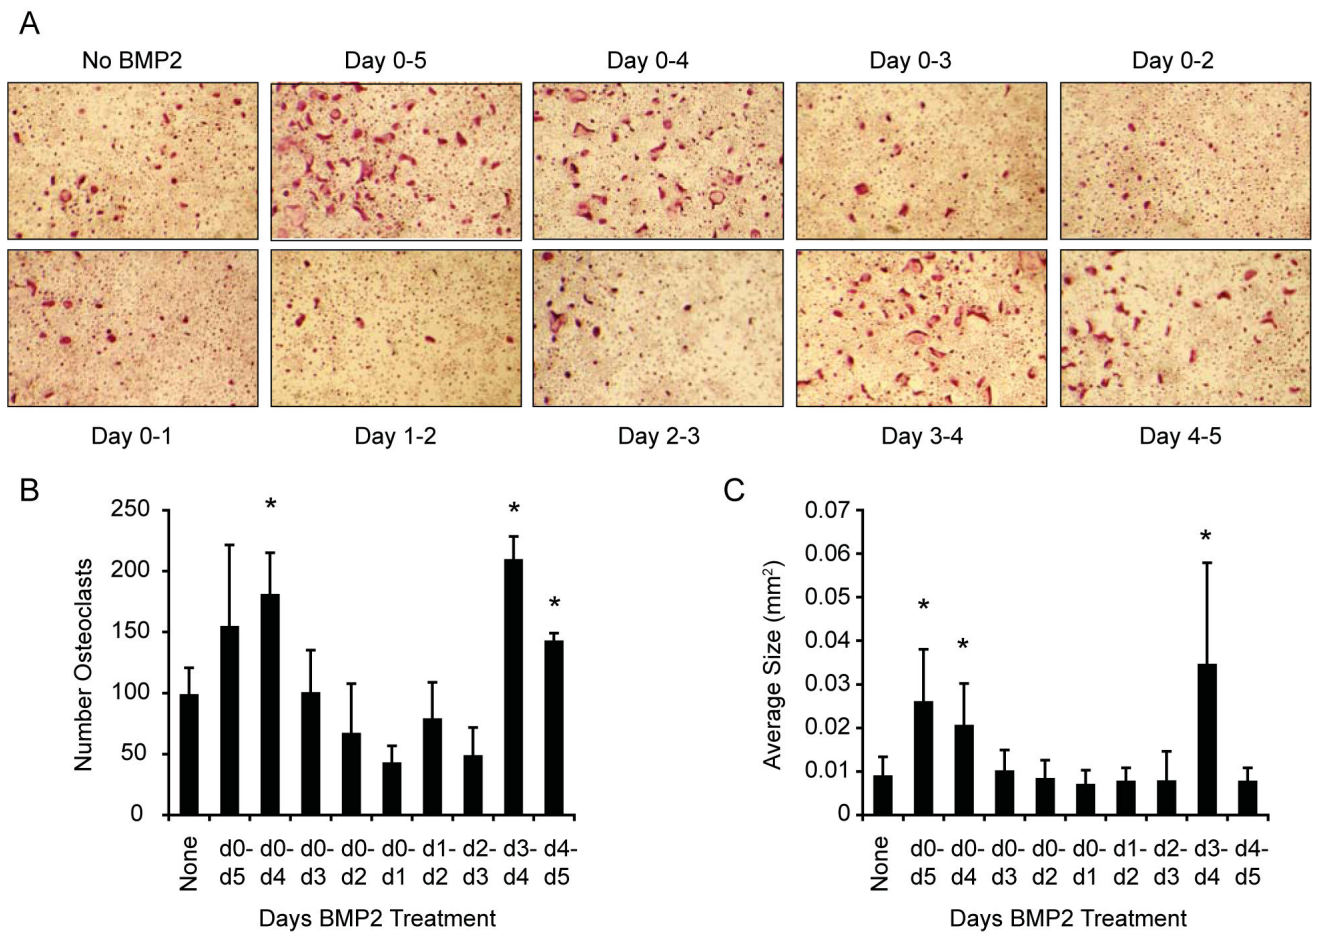 A
No BMP2 Day 0-5 Day 0-4 Day 0-3 Day 0-2
Day 0-1 Day 1-2 Day 2-3 Day 3-4 Day 4-5
B
Number Osteoclasts
250
200
150
100
50
0
* * *
None d0-d5 d0-d4 d0-d3 d0-d2 d0-d1 d1-d2 d2-d3 d3-d4 d4-d5
Days BMP2 Treatment
C
Average Size (mm²)
0.07
0.06
0.05
0.04
0.03
0.02
0.01
0
* * *
None d0-d5 d0-d4 d0-d3 d0-d2 d0-d1 d1-d2 d2-d3 d3-d4 d4-d5
Days BMP2 Treatment